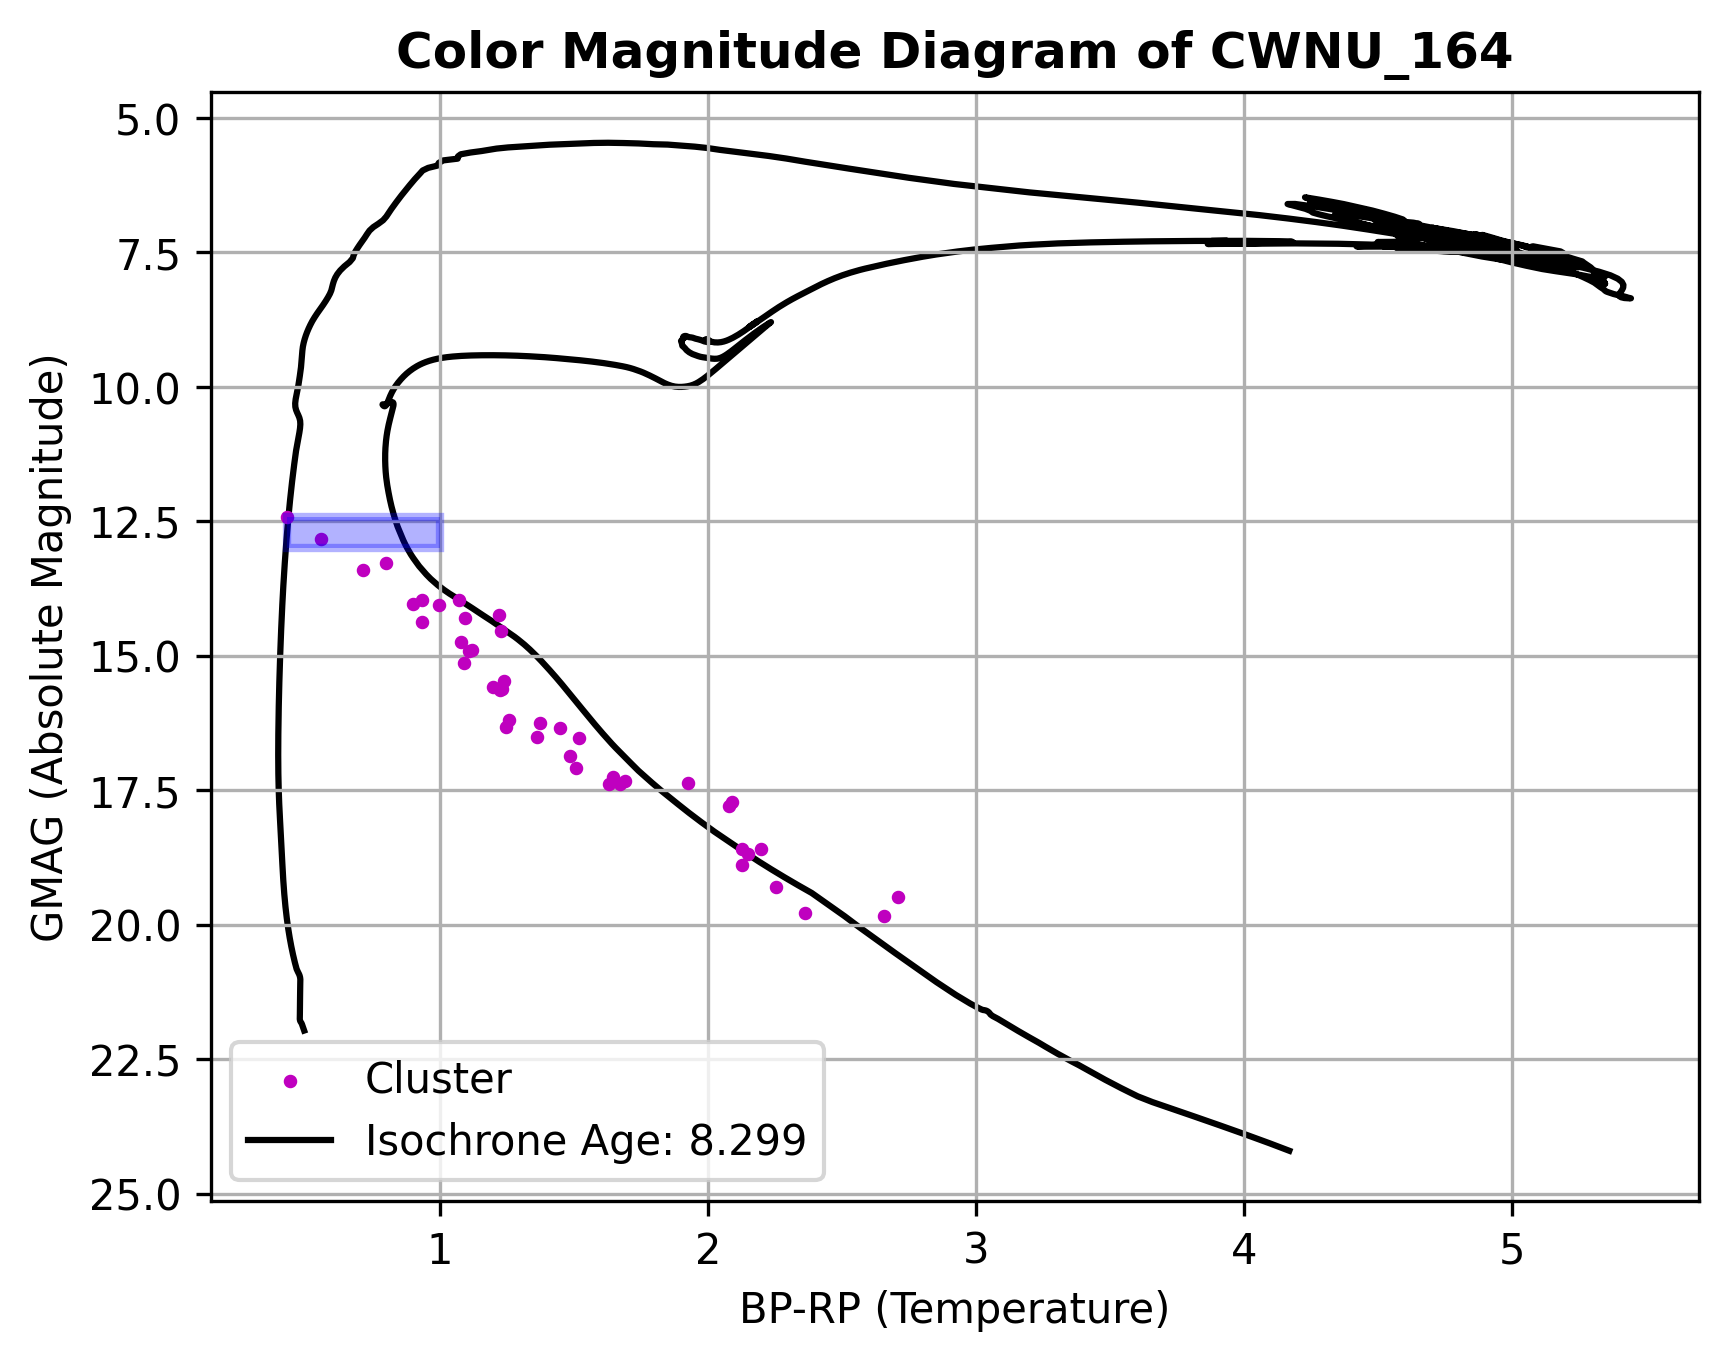 Color Magnitude Diagram of CWNU_164
GMAG (Absolute Magnitude)
5.0
7.5
10.0
12.5
15.0
17.5
20.0
22.5
25.0
Cluster
Isochrone Age: 8.299
1 2 3 4 5
BP-RP (Temperature)